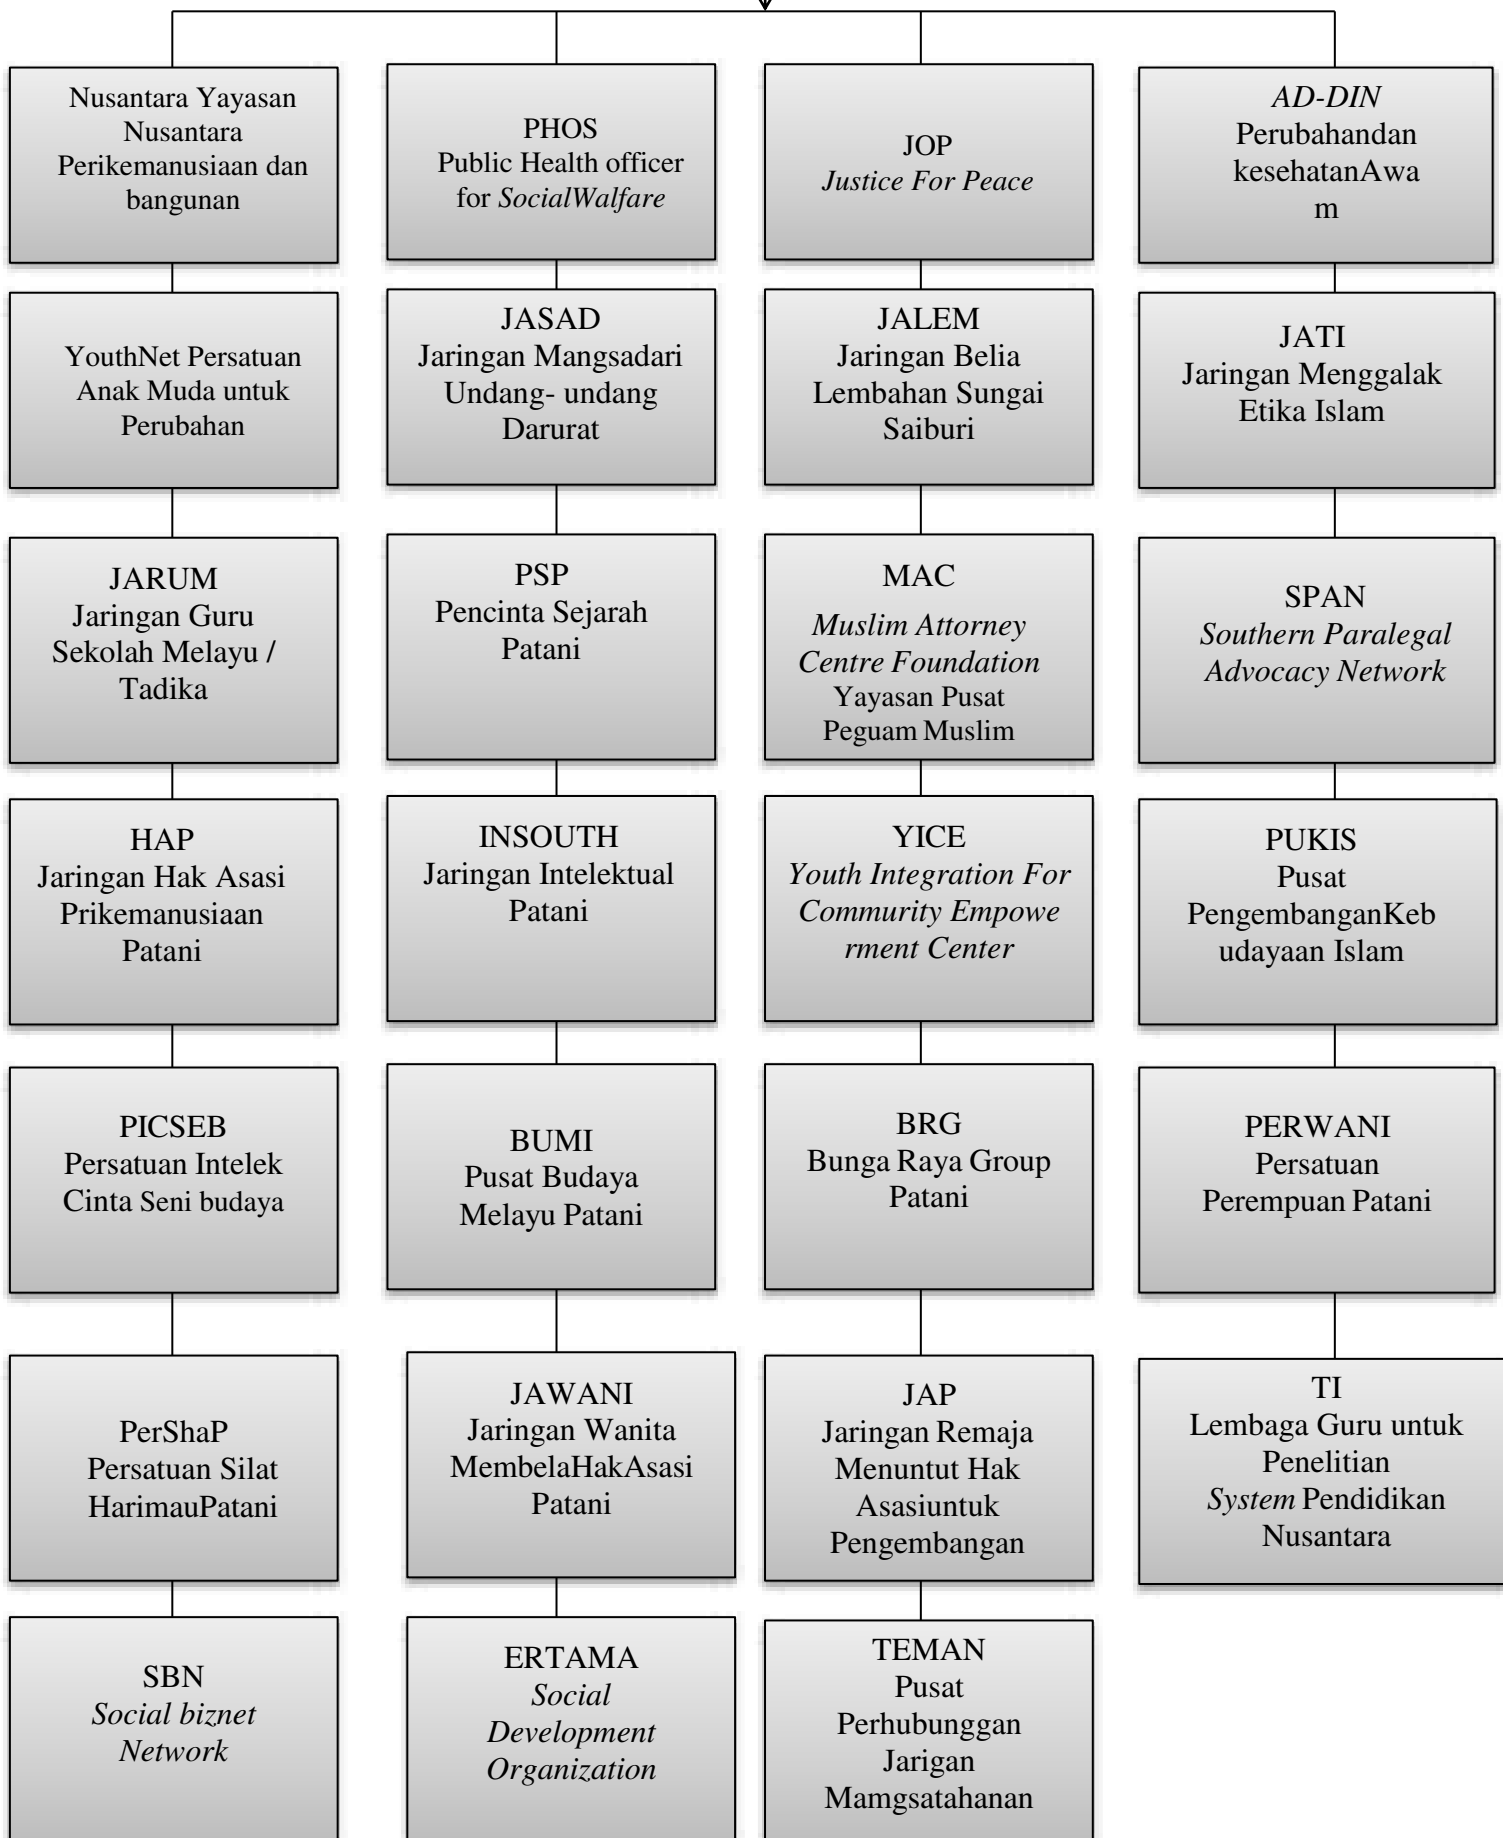 Nusantara Yayasan
Nusantara
Perikemanusiaan dan
bangunan
PHOS
Public Health officer
for SocialWalfare
JOP
Justice For Peace
AD-DIN
Perubahandan
kesehatanAwa
m
YouthNet Persatuan
Anak Muda untuk
Perubahan
JASAD
Jaringan Mangsadari
Undang- undang
Darurat
JALEM
Jaringan Belia
Lembahan Sungai
Saiburi
JATI
Jaringan Menggalak
Etika Islam
JARUM
Jaringan Guru
Sekolah Melayu /
Tadika
PSP
Pencinta Sejarah
Patani
MAC
Muslim Attorney
Centre Foundation
Yayasan Pusat
Peguam Muslim
SPAN
Southern Paralegal
Advocacy Network
HAP
Jaringan Hak Asasi
Prikemanusiaan
Patani
INSOUTH
Jaringan Intelektual
Patani
YICE
Youth Integration For
Commurity Empowe
rment Center
PUKIS
Pusat
PengembanganKeb
udayaan Islam
PICSEB
Persatuan Intelek
Cinta Seni budaya
BUMI
Pusat Budaya
Melayu Patani
BRG
Bunga Raya Group
Patani
PERWANI
Persatuan
Perempuan Patani
PerShaP
Persatuan Silat
HarimauPatani
JAWANI
Jaringan Wanita
MembelaHakAsasi
Patani
JAP
Jaringan Remaja
Menuntut Hak
Asasiuntuk
Pengembangan
TI
Lembaga Guru untuk
Penelitian
System Pendidikan
Nusantara
SBN
Social biznet
Network
ERTAMA
Social
Development
Organization
TEMAN
Pusat
Perhubunggan
Jarigan
Mamgsatahanan